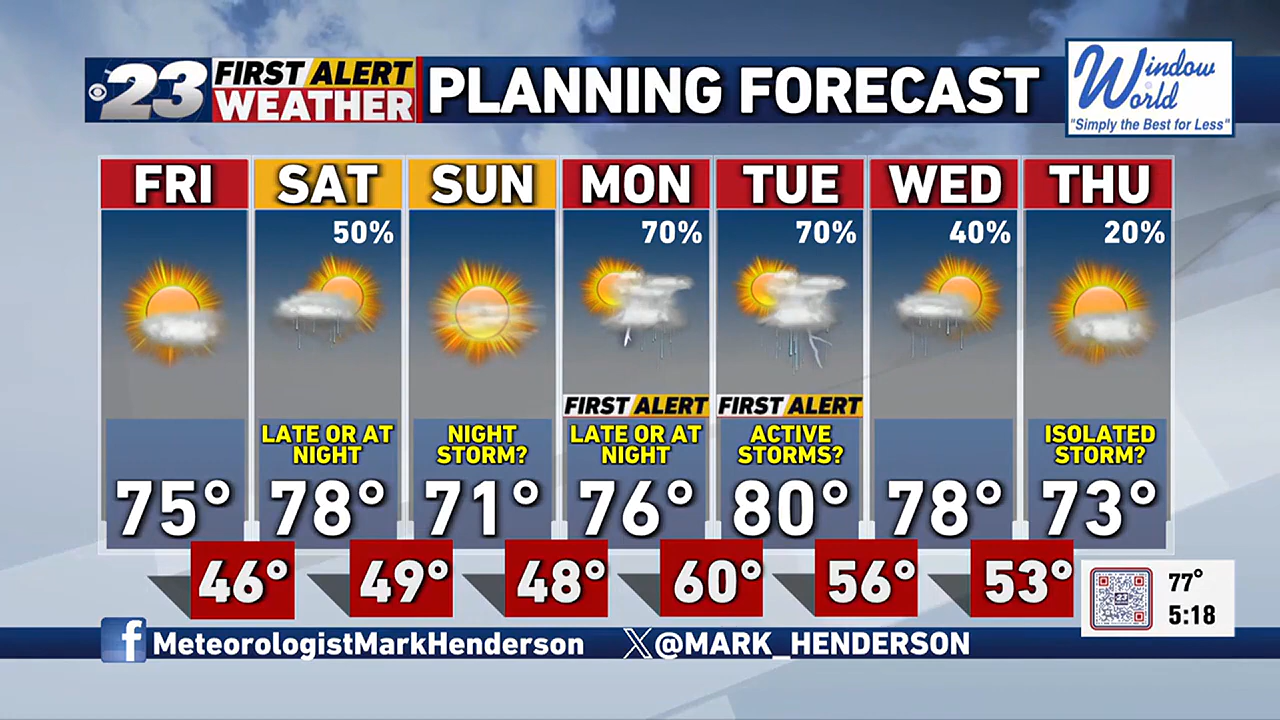 23 FIRST ALERT
WEATHER
PLANNING FORECAST
Window
World
"Simply the Best for Less"
FRI SAT SUN MON TUE WED THU
50% 70% 70% 40% 20%
FIRST ALERT FIRST ALERT
LATE OR AT NIGHT STORM? LATE OR AT ACTIVE ISOLATED
NIGHT STORM? NIGHT STORMS? STORM?
75° 78° 71° 76° 80° 78° 73°
46° 49° 48° 60° 56° 53°
23
77°
5:18
f MeteorologistMarkHenderson X @MARK_HENDERSON